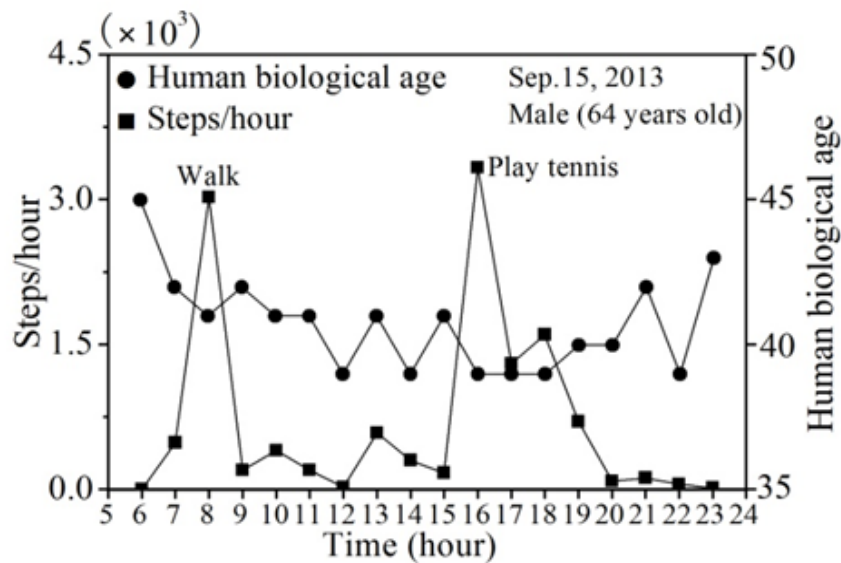 (×10³)
4.5
50
Human biological age
Sep.15, 2013
Steps/hour
Male (64 years old)
Walk
Play tennis
3.0
45
Steps/hour
Human biological age
1.5
40
0.0
35
5 6 7 8 9 10 11 12 13 14 15 16 17 18 19 20 21 22 23 24
Time (hour)